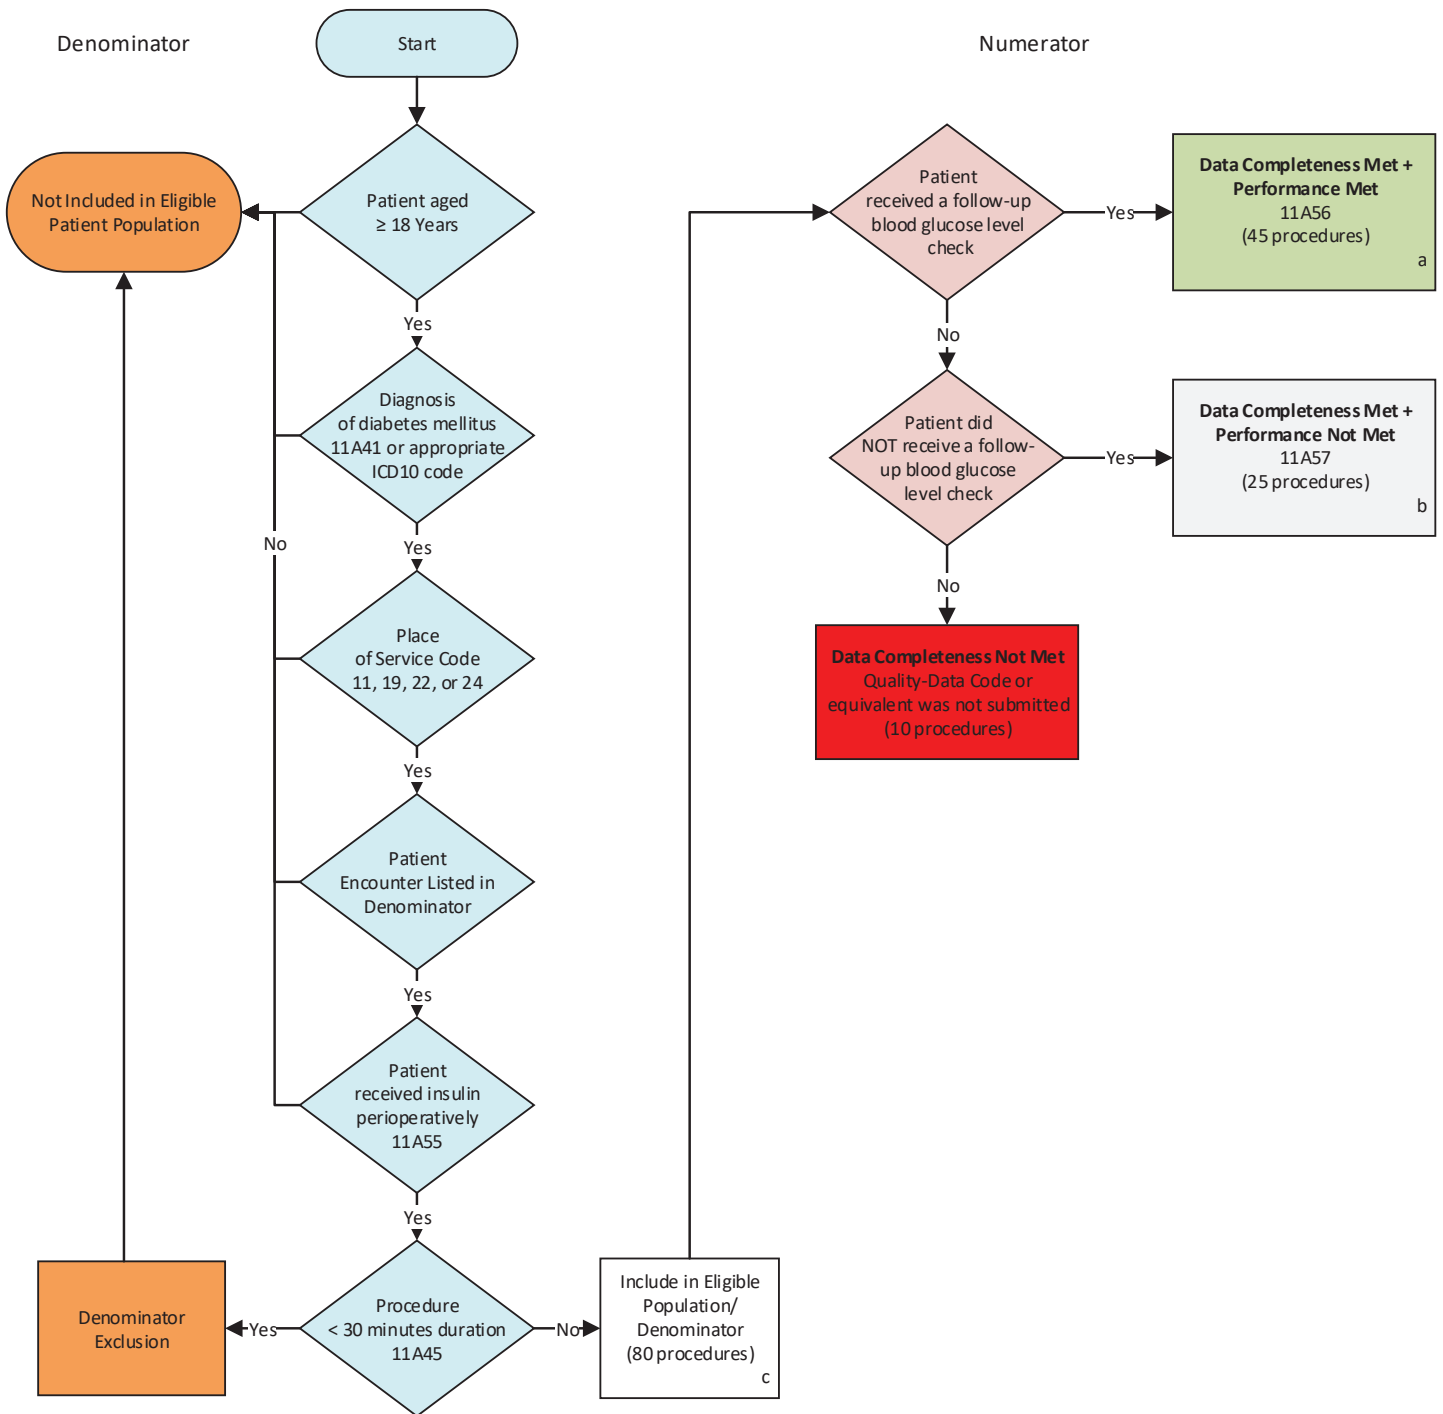 Denominator
Start
Numerator
Patient aged
≥ 18 Years
Not Included in Eligible
Patient Population
Yes
Diagnosis
of diabetes mellitus
11A41 or appropriate
ICD10 code
Yes
No
Place
of Service Code
11, 19, 22, or 24
Yes
Patient
Encounter Listed in
Denominator
Yes
Patient
received insulin
perioperatively
11A55
Yes
Procedure
< 30 minutes duration
11A45
Yes
Denominator
Exclusion
No
Include in Eligible
Population/
Denominator
(80 procedures)
c
Patient
received a follow-up
blood glucose level
check
Yes
Data Completeness Met +
Performance Met
11A56
(45 procedures)
a
No
Patient did
NOT receive a follow-
up blood glucose
level check
Yes
Data Completeness Met +
Performance Not Met
11A57
(25 procedures)
b
No
Data Completeness Not Met
Quality-Data Code or
equivalent was not submitted
(10 procedures)